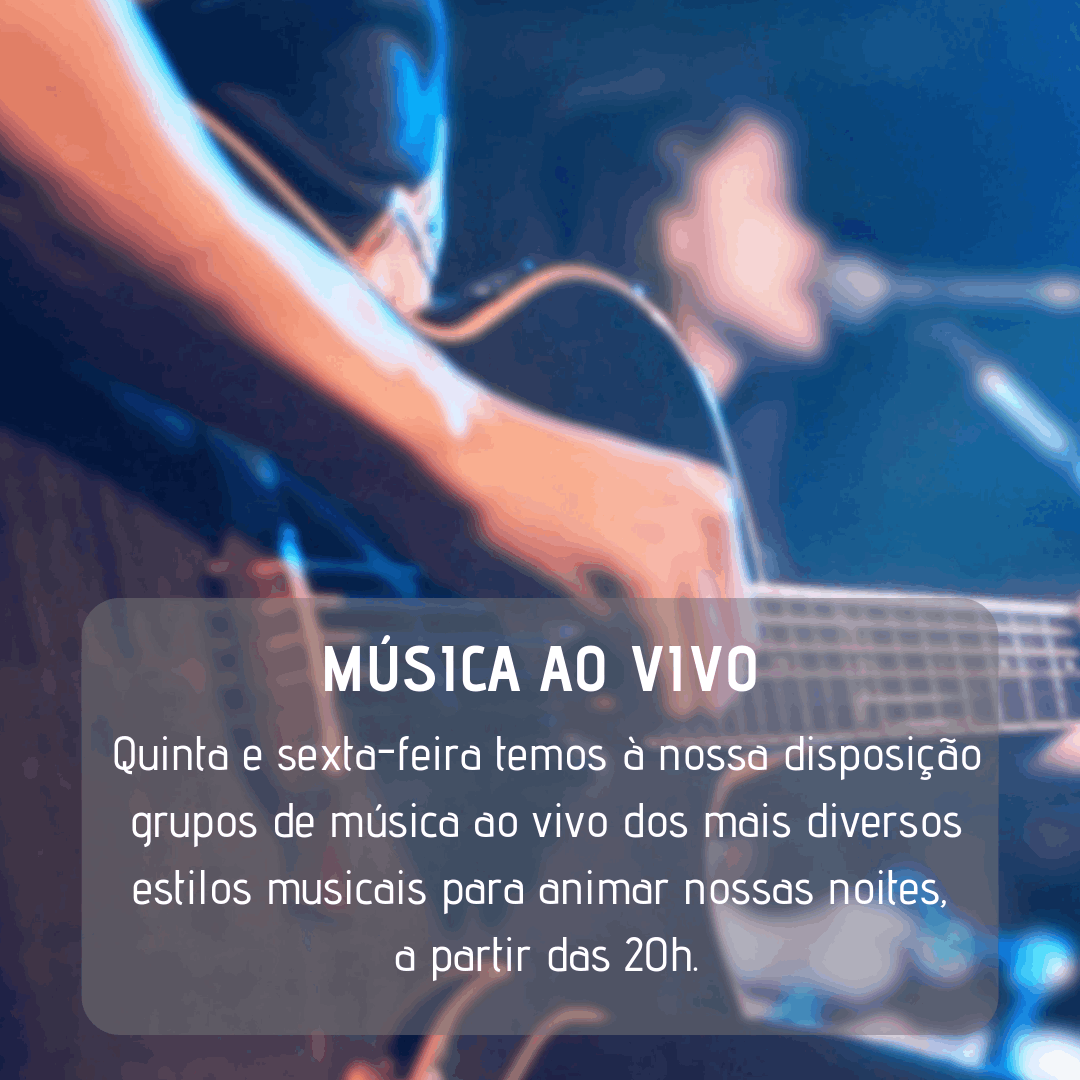 MÚSICA AO VIVO
Quinta e sexta-feira temos à nossa disposição
grupos de música ao vivo dos mais diversos
estilos musicais para animar nossas noites,
a partir das 20h.